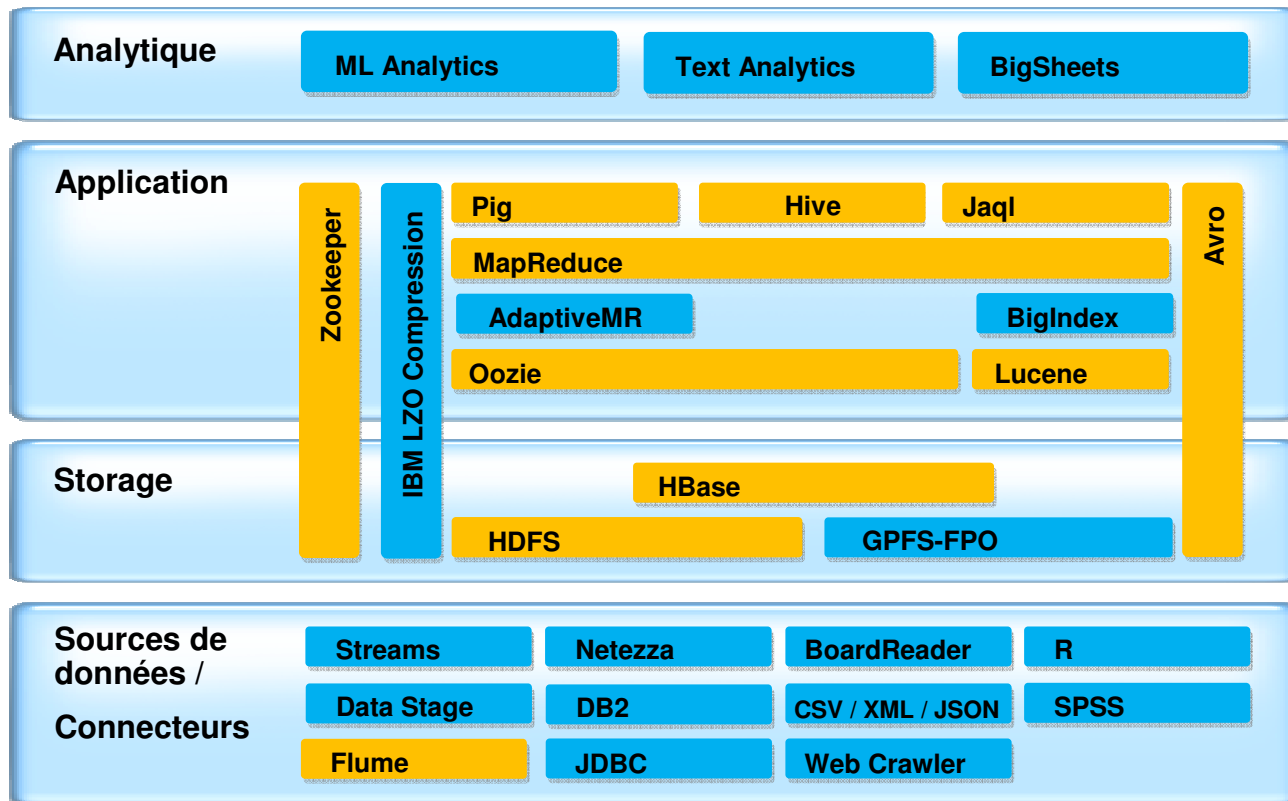 Analytique
ML Analytics
Text Analytics
BigSheets
Application
Zookeeper
IBM LZO Compression
Pig
Hive
Jaql
Avro
MapReduce
AdaptiveMR
BigIndex
Oozie
Lucene
Storage
HBase
HDFS
GPFS-FPO
Sources de
données /
Connecteurs
Streams
Netezza
BoardReader
R
Data Stage
DB2
CSV / XML / JSON
SPSS
Flume
JDBC
Web Crawler